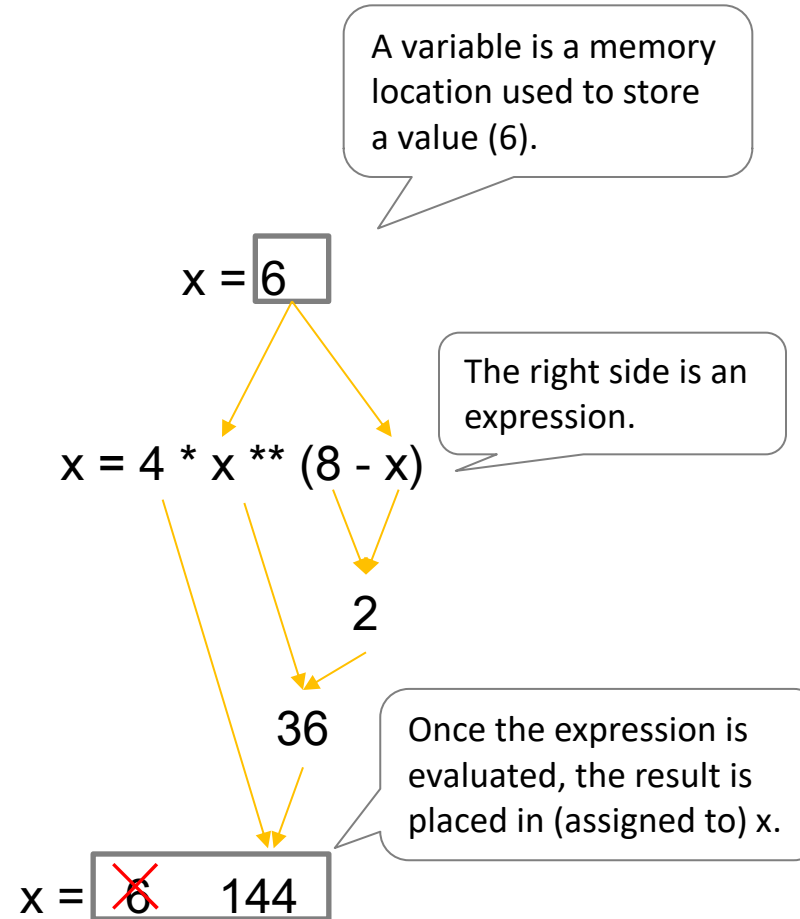 A variable is a memory
location used to store
a value (6).
x = 6
The right side is an
expression.
x = 4 * x ** (8 - x)
2
36
Once the expression is
evaluated, the result is
placed in (assigned to) x.
x = 6 144